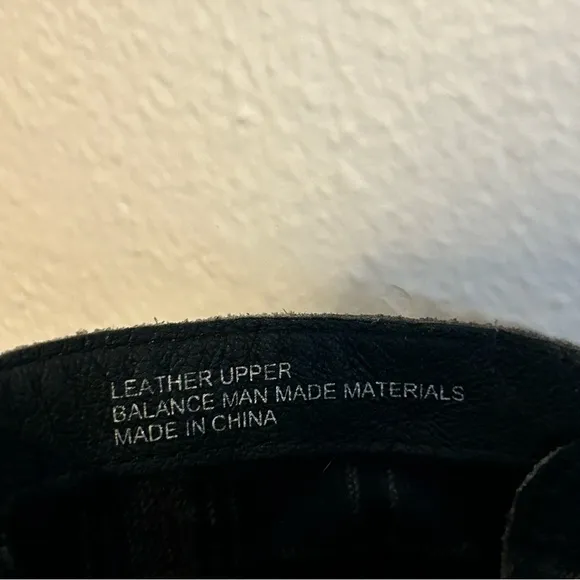 LEATHER UPPER
BALANCE MAN MADE MATERIALS
MADE IN CHINA